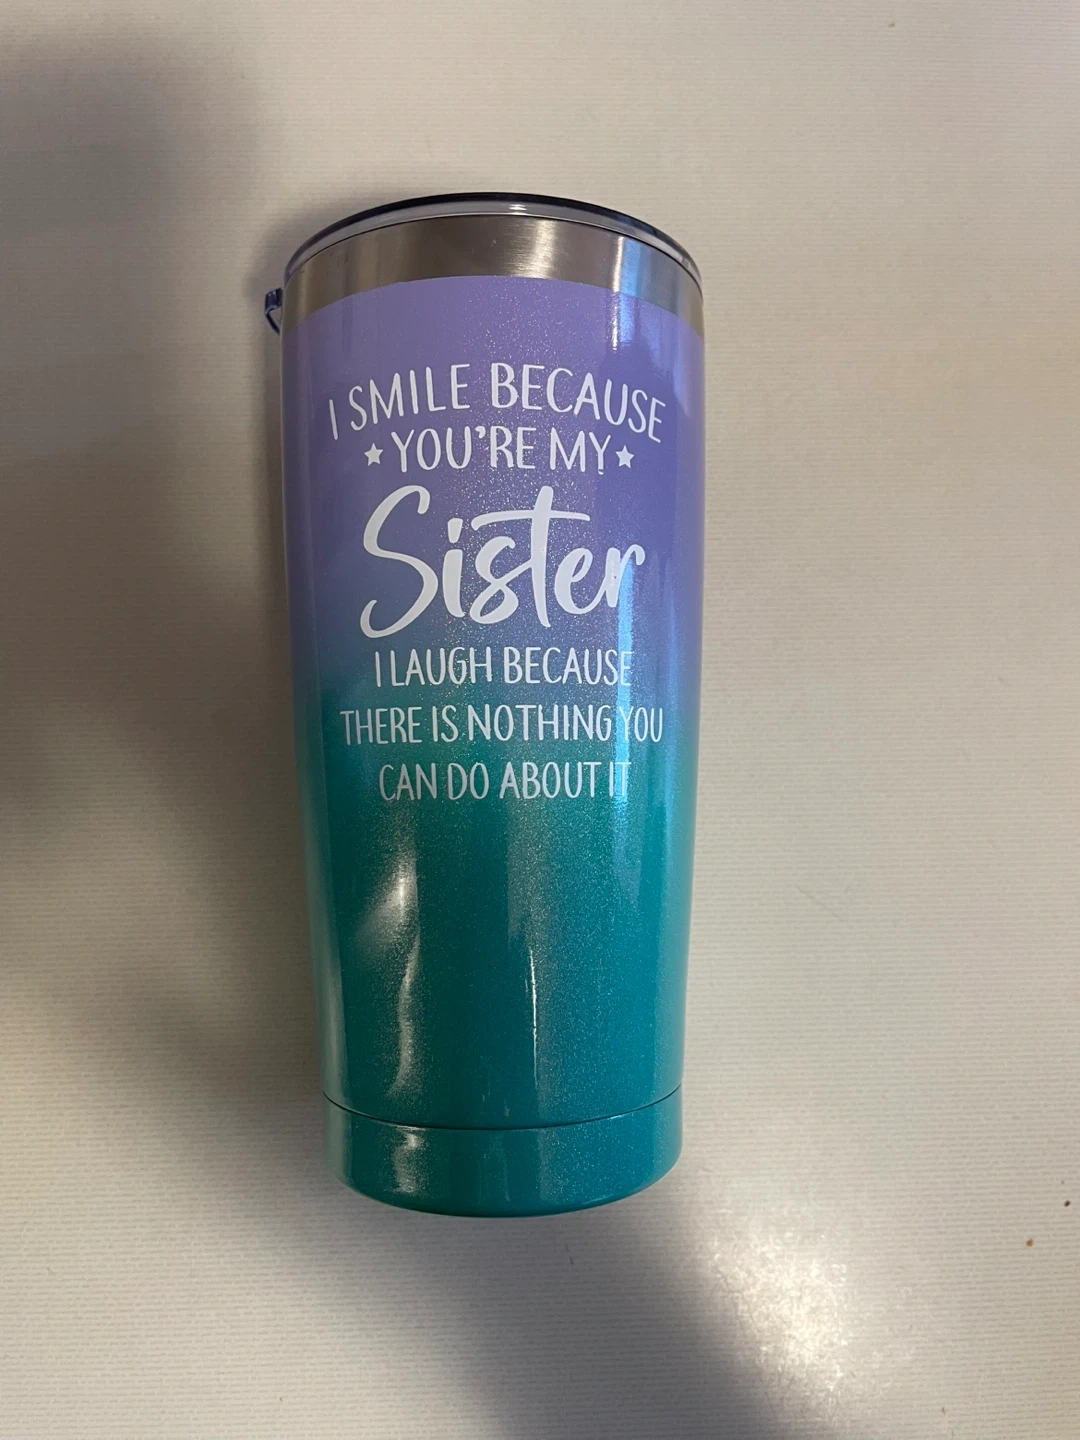 I SMILE BECAUSE
★ YOU'RE MY ★
Sister
I LAUGH BECAUSE
THERE IS NOTHING YOU
CAN DO ABOUT IT